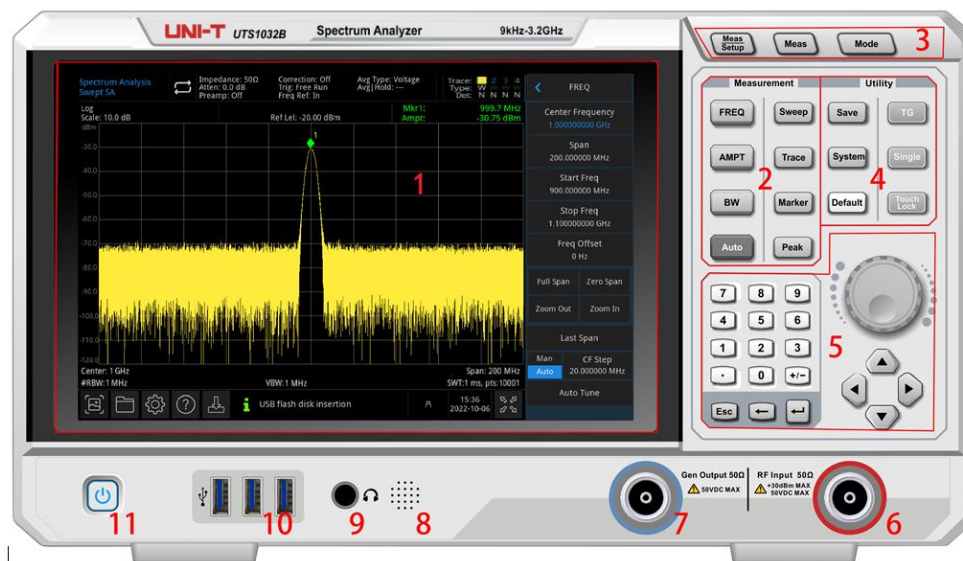 UNI-T UTS1032B Spectrum Analyzer 9kHz-3.2GHz
Meas Setup
Meas
Mode
3
Spectrum Analysis
Swept SA
Impedance: 50Ω
Atten: 0.0 dB
Preamp: Off
Correction: Off
Trig: Free Run
Freq Ref: In
Avg Type: Voltage
Avg|Hold: ---
Trace: 1 2 3 4
Type: W
Det: N N N N
Log
Scale: 10.0 dB
Ref Lel: -20.00 dBm
Mkr1: 999.7 MHz
Ampt: -30.75 dBm
dBm
-30.0
-40.0
-50.0
-60.0
-70.0
-80.0
-90.0
-100.0
-110.0
-120.0
1
1
Center: 1 GHz
Span: 200 MHz
#RBW: 1 MHz
VBW: 1 MHz
SWT: 1 ms, pts: 10001
USB flash disk insertion
15:36
2022-10-06
FREQ
Center Frequency
1.000000000 GHz
Span
200.000000 MHz
Start Freq
900.000000 MHz
Stop Freq
1.100000000 GHz
Freq Offset
0 Hz
Full Span
Zero Span
Zoom Out
Zoom In
Last Span
Man
Auto
CF Step
20.000000 MHz
Auto Tune
Measurement
Utility
FREQ
Sweep
Save
TG
AMPT
Trace
System
Single
2
4
BW
Marker
Default
Touch Lock
Auto
Peak
7 8 9
4 5 6
1 2 3
. 0 +/−
Esc
5
11
10
9
8
Gen Output 50Ω
50VDC MAX
7
RF Input 50Ω
+30dBm MAX
50VDC MAX
6